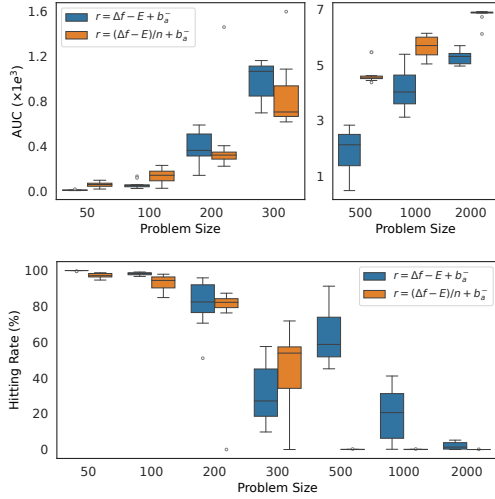 r = Δf − E + b_a^-
r = (Δf − E)/n + b_a^-
AUC (×1e³)
1.6
1.2
0.8
0.4
0.0
50 100 200 300
Problem Size
7
5
3
1
500 1000 2000
Problem Size
r = Δf − E + b_a^-
r = (Δf − E)/n + b_a^-
Hitting Rate (%)
100
80
60
40
20
0
50 100 200 300 500 1000 2000
Problem Size